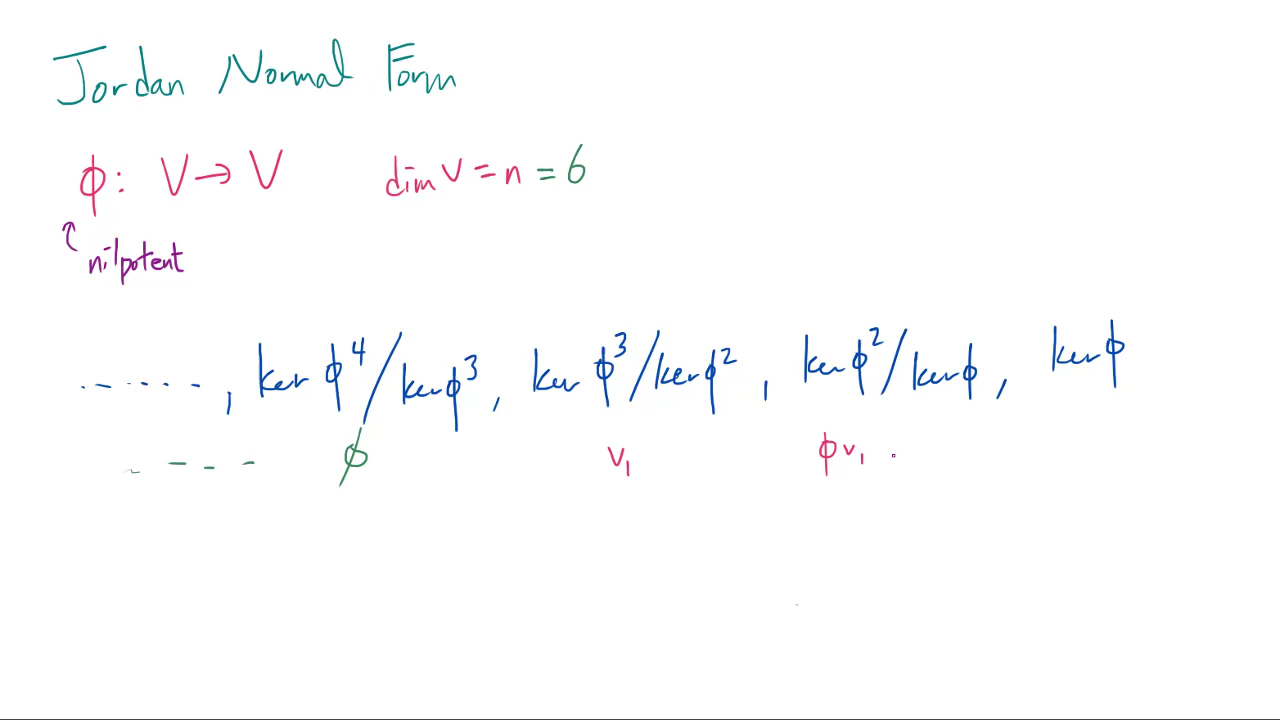 Jordan Normal Form
ϕ: V → V dim V = n = 6
↑
nilpotent
......, ker ϕ⁴/ker ϕ³, ker ϕ³/ker ϕ², ker ϕ²/ker ϕ, ker ϕ
- - - - ∅ v₁ ϕv₁